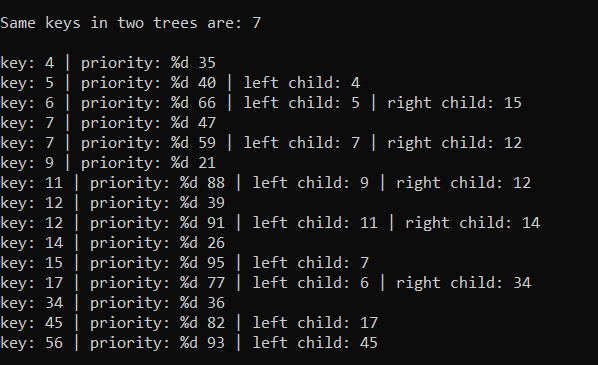 Same keys in two trees are: 7
key: 4 | priority: %d 35
key: 5 | priority: %d 40 | left child: 4
key: 6 | priority: %d 66 | left child: 5 | right child: 15
key: 7 | priority: %d 47
key: 7 | priority: %d 59 | left child: 7 | right child: 12
key: 9 | priority: %d 21
key: 11 | priority: %d 88 | left child: 9 | right child: 12
key: 12 | priority: %d 39
key: 12 | priority: %d 91 | left child: 11 | right child: 14
key: 14 | priority: %d 26
key: 15 | priority: %d 95 | left child: 7
key: 17 | priority: %d 77 | left child: 6 | right child: 34
key: 34 | priority: %d 36
key: 45 | priority: %d 82 | left child: 17
key: 56 | priority: %d 93 | left child: 45